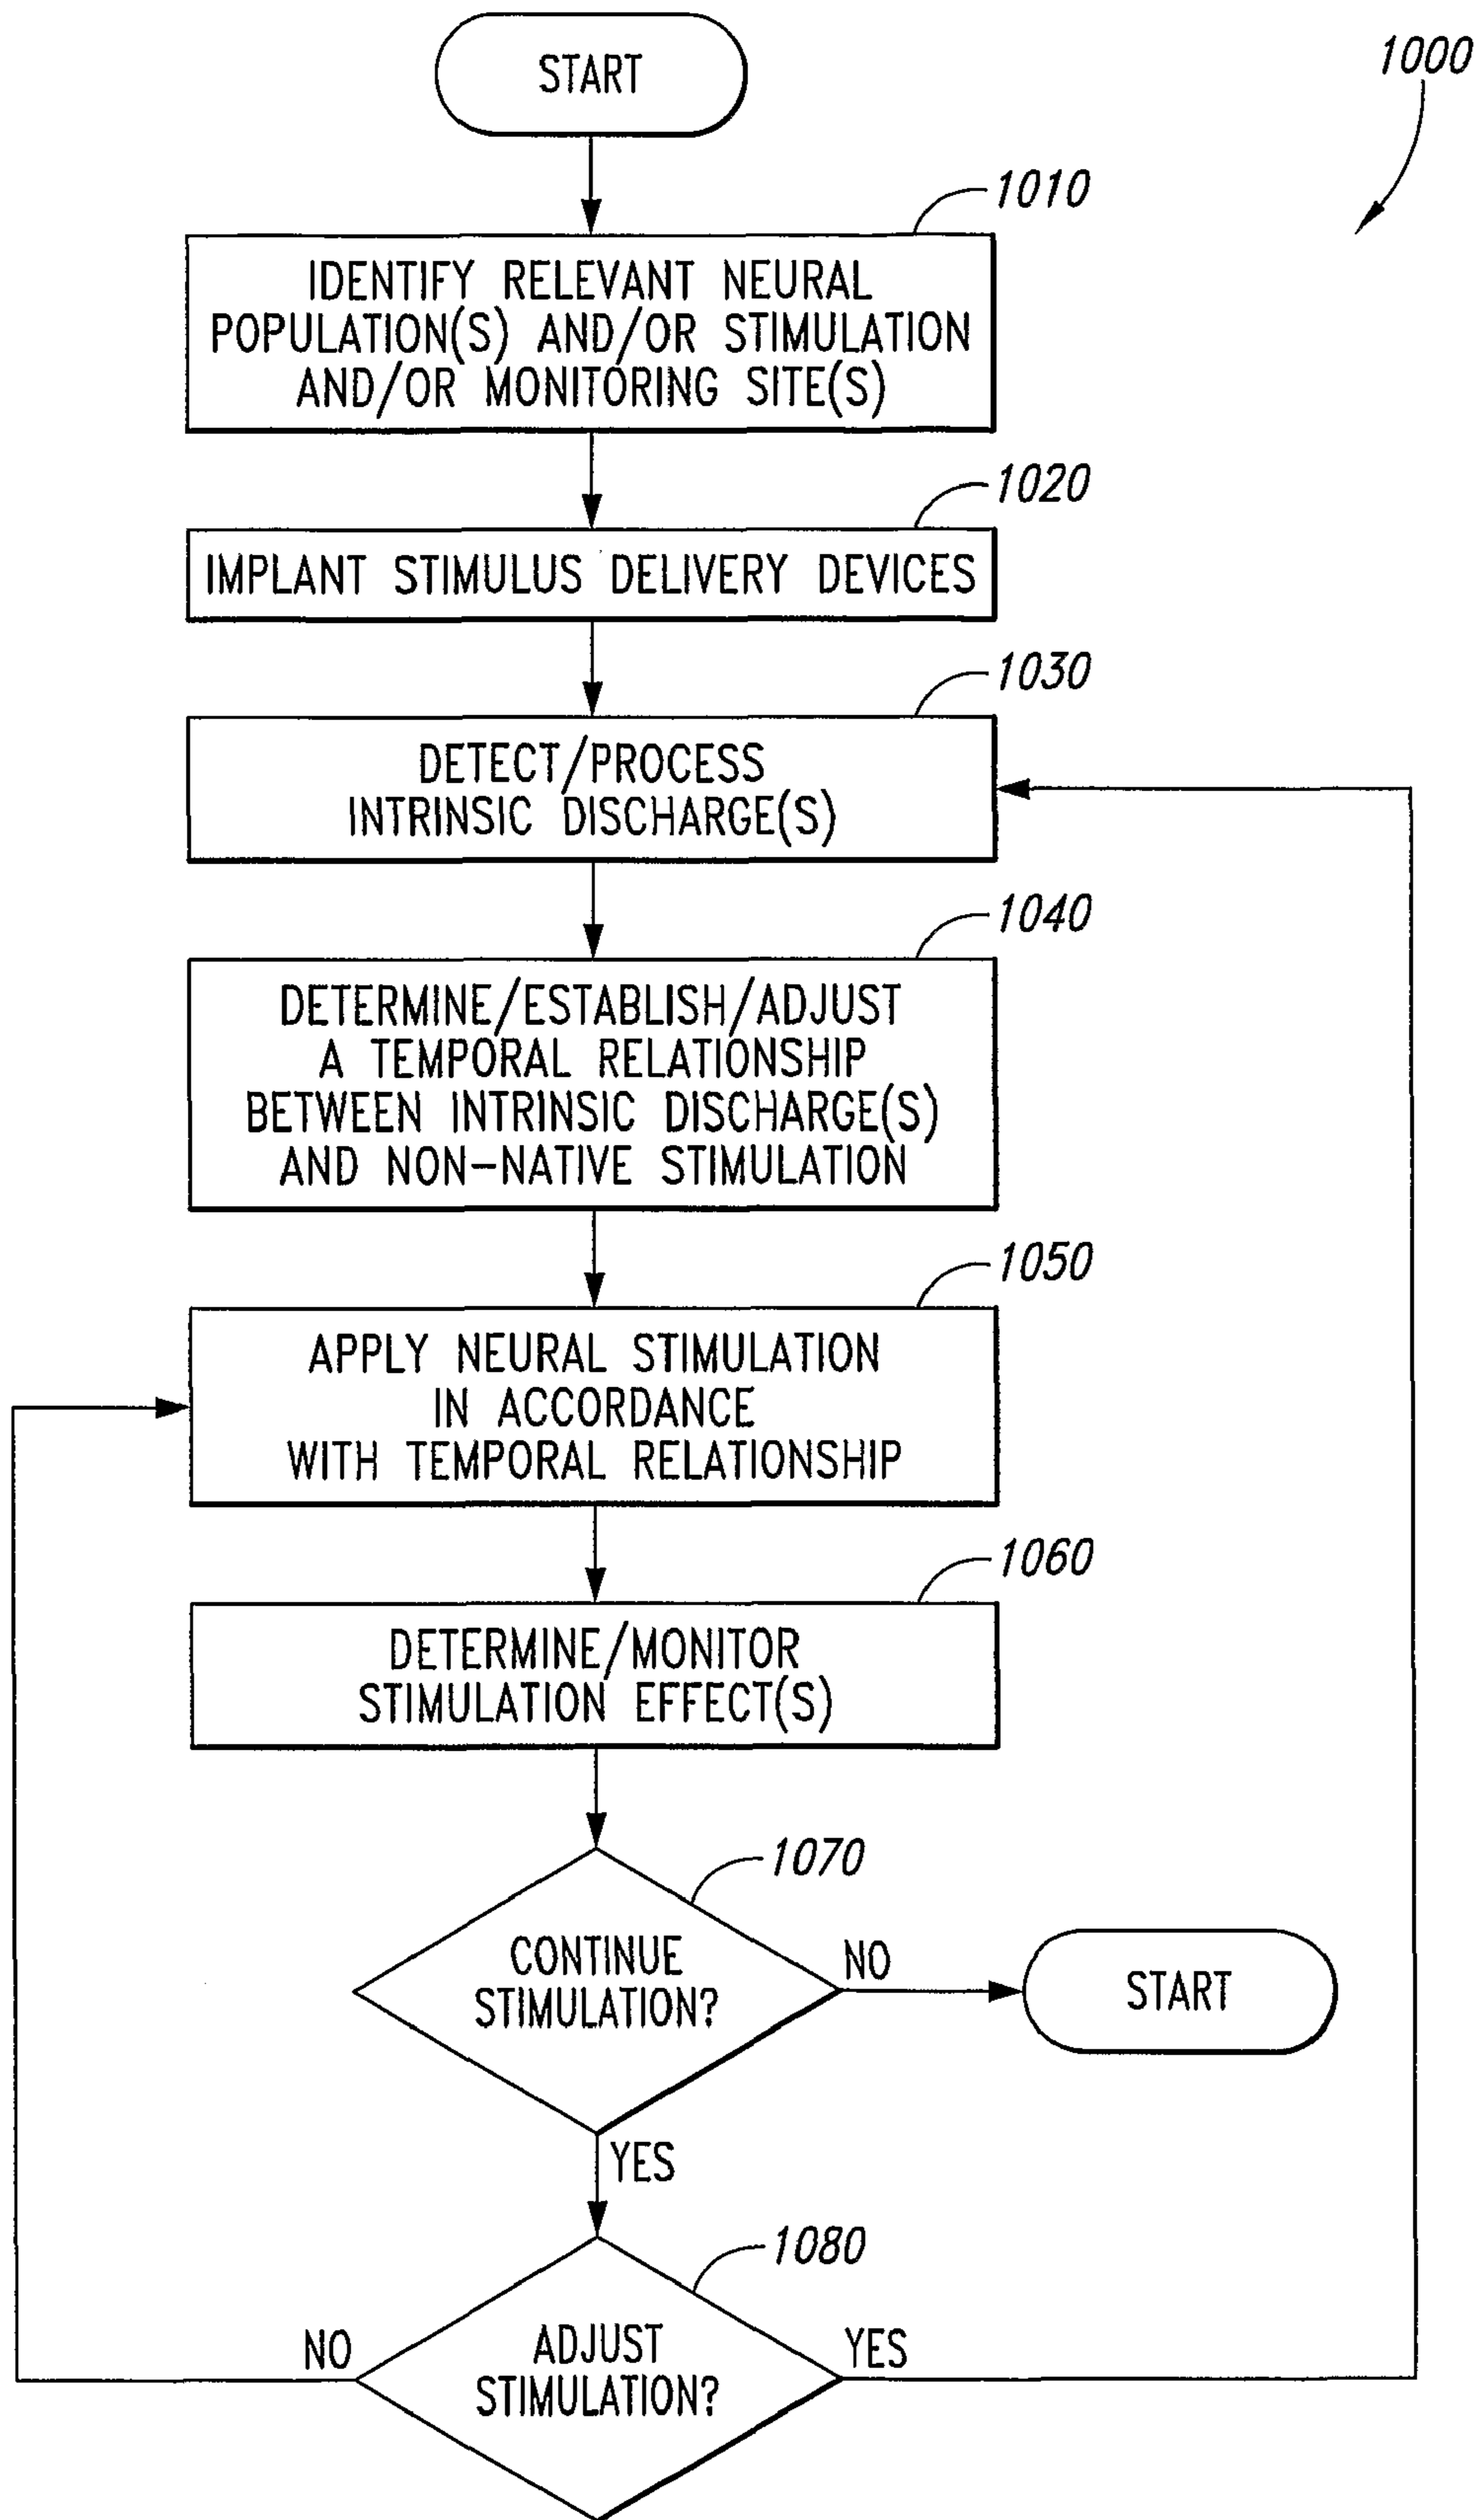 START
1000
1010
IDENTIFY RELEVANT NEURAL
POPULATION(S) AND/OR STIMULATION
AND/OR MONITORING SITE(S)
1020
IMPLANT STIMULUS DELIVERY DEVICES
1030
DETECT/PROCESS
INTRINSIC DISCHARGE(S)
1040
DETERMINE/ESTABLISH/ADJUST
A TEMPORAL RELATIONSHIP
BETWEEN INTRINSIC DISCHARGE(S)
AND NON-NATIVE STIMULATION
1050
APPLY NEURAL STIMULATION
IN ACCORDANCE
WITH TEMPORAL RELATIONSHIP
1060
DETERMINE/MONITOR
STIMULATION EFFECT(S)
1070
CONTINUE
STIMULATION?
NO
START
YES
1080
ADJUST
STIMULATION?
NO
YES